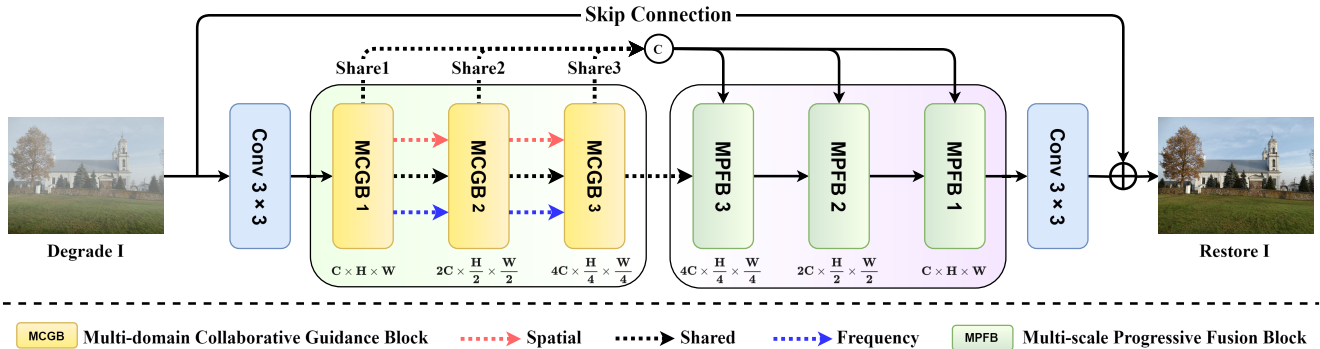 Skip Connection
C
Share1 Share2 Share3
Conv 3 × 3
MCGB 1
MCGB 2
MCGB 3
MPFB 3
MPFB 2
MPFB 1
Conv 3 × 3
Degrade I
Restore I
C × H × W
2C × H/2 × W/2
4C × H/4 × W/4
4C × H/4 × W/4
2C × H/2 × W/2
C × H × W
MCGB Multi-domain Collaborative Guidance Block Spatial Shared Frequency MPFB Multi-scale Progressive Fusion Block